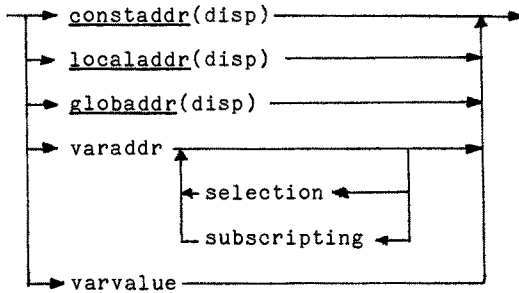 constaddr(disp)
localaddr(disp)
globaddr(disp)
varaddr
selection
subscripting
varvalue